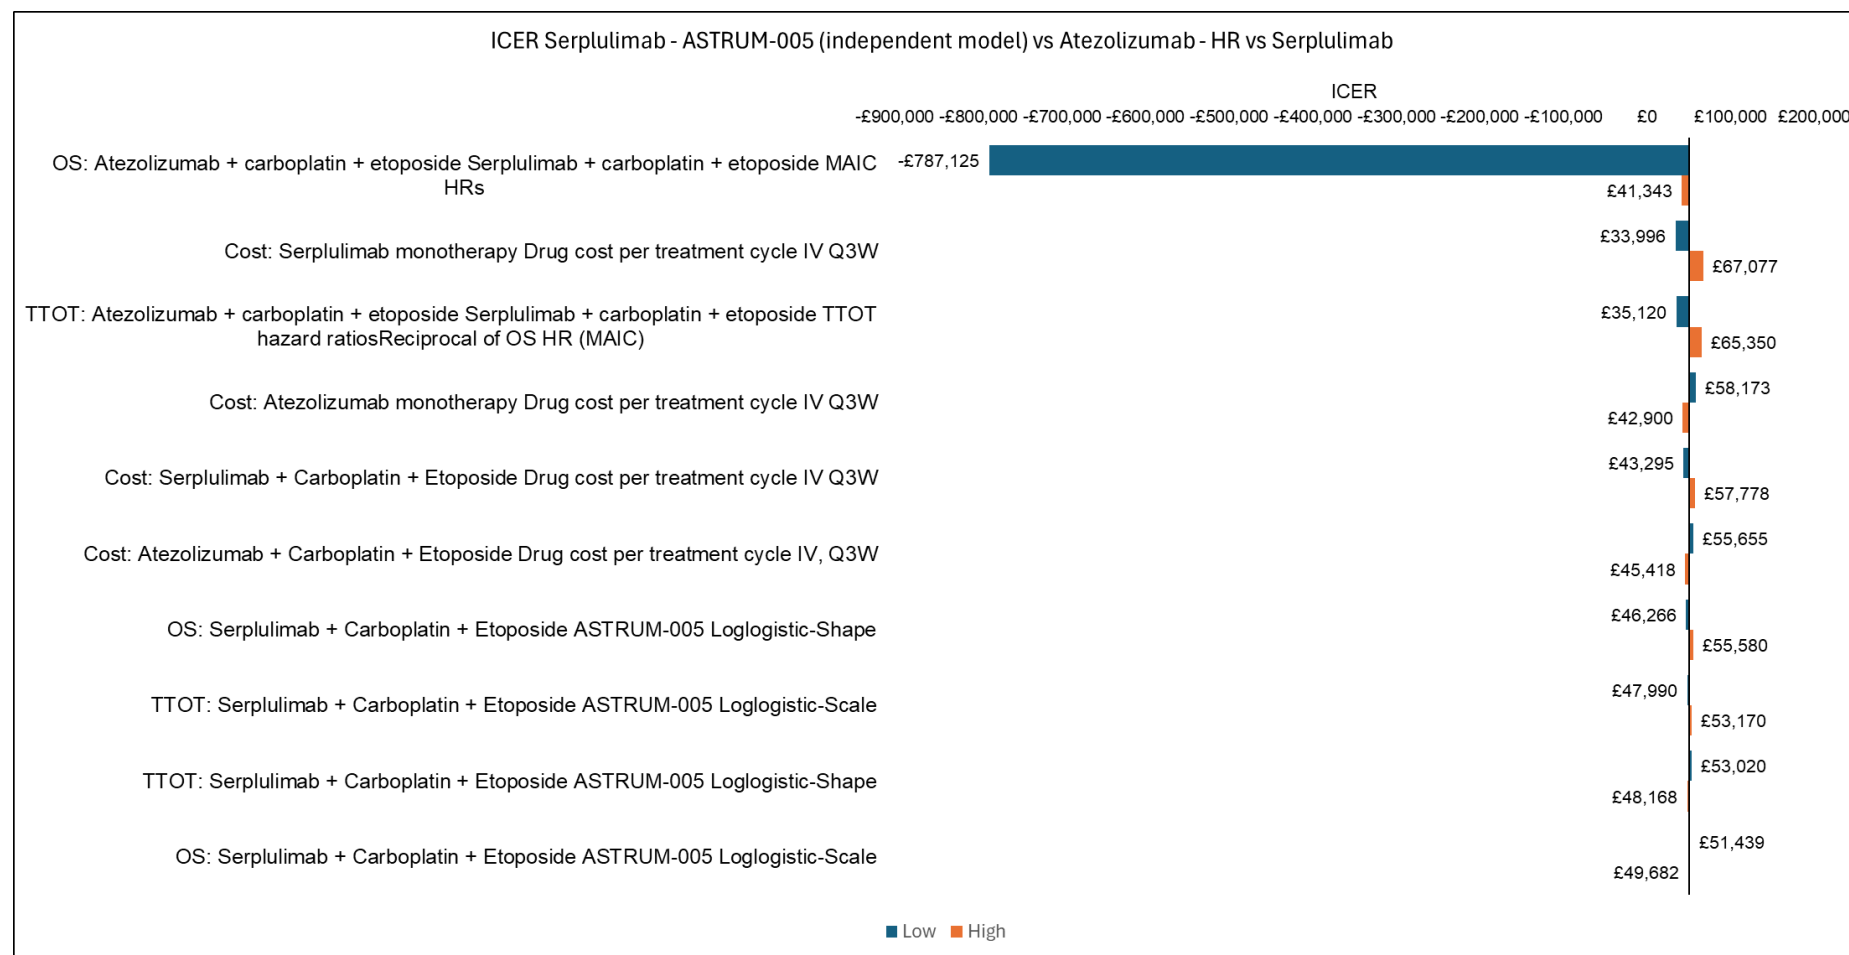 ICER Serplulimab - ASTRUM-005 (independent model) vs Atezolizumab - HR vs Serplulimab
ICER
-£900,000 -£800,000 -£700,000 -£600,000 -£500,000 -£400,000 -£300,000 -£200,000 -£100,000 £0 £100,000 £200,000
OS: Atezolizumab + carboplatin + etoposide Serplulimab + carboplatin + etoposide MAIC
HRs
-£787,125
£41,343
Cost: Serplulimab monotherapy Drug cost per treatment cycle IV Q3W
£33,996
£67,077
TTOT: Atezolizumab + carboplatin + etoposide Serplulimab + carboplatin + etoposide TTOT
hazard ratiosReciprocal of OS HR (MAIC)
£35,120
£65,350
Cost: Atezolizumab monotherapy Drug cost per treatment cycle IV Q3W
£58,173
£42,900
Cost: Serplulimab + Carboplatin + Etoposide Drug cost per treatment cycle IV Q3W
£43,295
£57,778
Cost: Atezolizumab + Carboplatin + Etoposide Drug cost per treatment cycle IV, Q3W
£55,655
£45,418
OS: Serplulimab + Carboplatin + Etoposide ASTRUM-005 Loglogistic-Shape
£46,266
£55,580
TTOT: Serplulimab + Carboplatin + Etoposide ASTRUM-005 Loglogistic-Scale
£47,990
£53,170
TTOT: Serplulimab + Carboplatin + Etoposide ASTRUM-005 Loglogistic-Shape
£53,020
£48,168
OS: Serplulimab + Carboplatin + Etoposide ASTRUM-005 Loglogistic-Scale
£51,439
£49,682
Low High